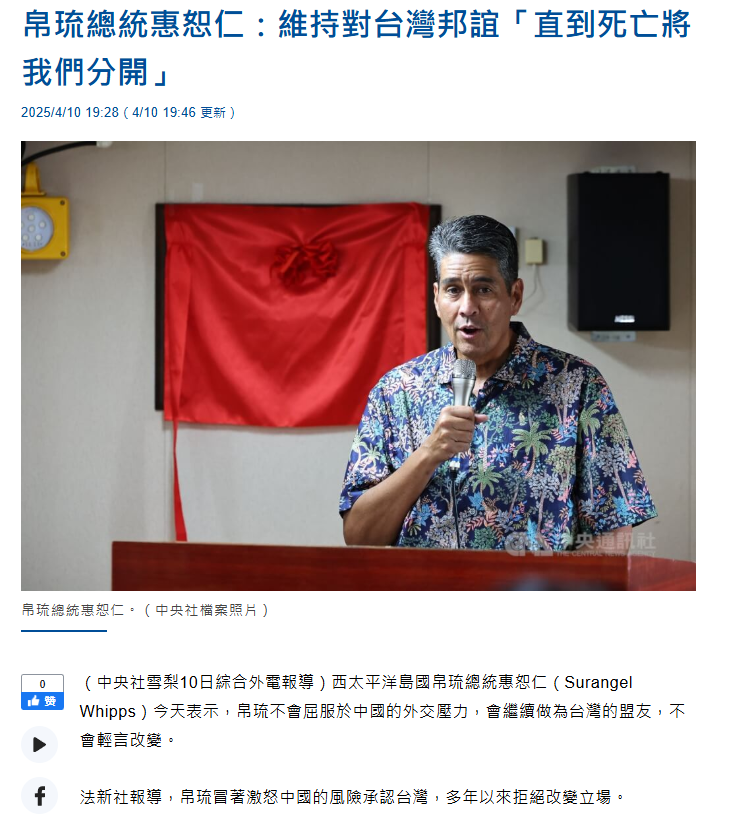 帛琉總統惠恕仁：維持對台灣邦誼「直到死亡將
我們分開」
2025/4/10 19:28（4/10 19:46 更新）
中央通訊社
THE CENTRAL NEWS AGENCY
帛琉總統惠恕仁。（中央社檔案照片）
0
赞
（中央社雪梨10日綜合外電報導）西太平洋島國帛琉總統惠恕仁（Surangel
Whipps）今天表示，帛琉不會屈服於中國的外交壓力，會繼續做為台灣的盟友，不
會輕言改變。
法新社報導，帛琉冒著激怒中國的風險承認台灣，多年以來拒絕改變立場。